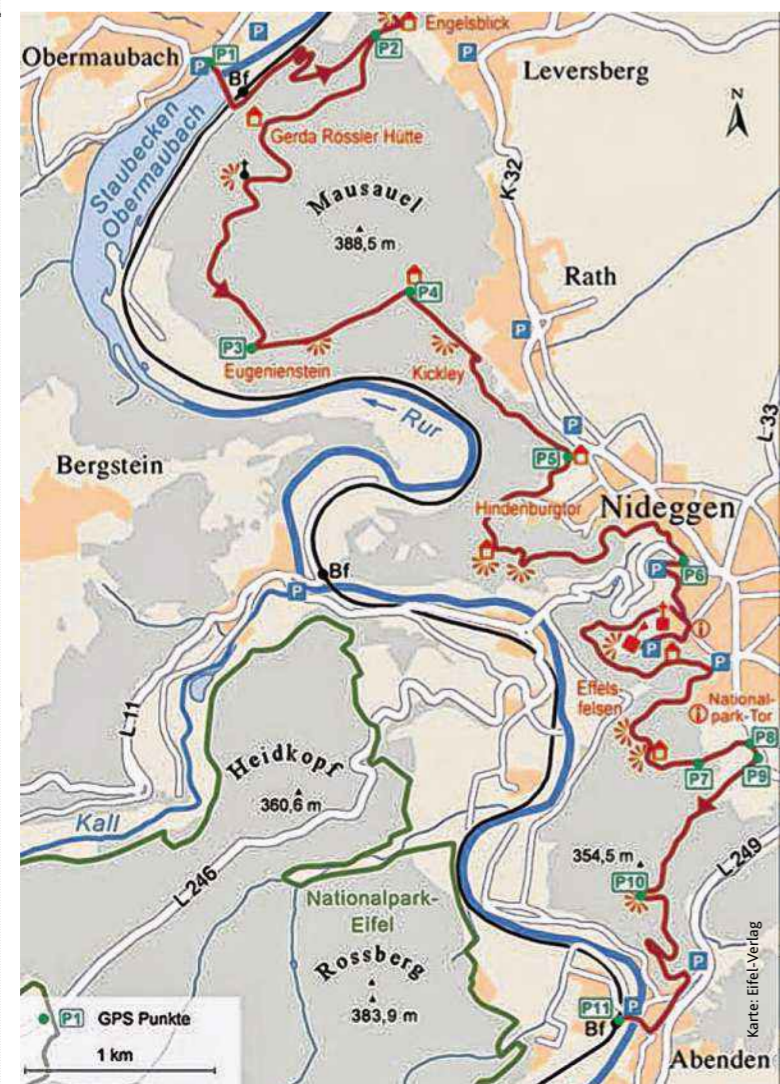 Engelsblick
P
P2
Obermaubach
P1
P
Bf
P
Leversberg
Staubecken
Obermaubach
Gerda Rössler Hütte
N
Mausauel
388,5 m
K-32
Rath
P4
P
P3
Eugenienstein
Kickley
Rur
P
L-33
Bergstein
P5
Hindenburgtor
Nideggen
Bf
P
P
P6
i
P
P
L-11
Effels-
felsen
i
National-
park-Tor
P8
P7
P9
Heidkopf
360,6 m
Kall
L-246
354,5 m
P10
L-249
Nationalpark-
Eifel
Rossberg
383,9 m
P
P11
P
Bf
Abenden
P1 GPS Punkte
1 km
Karte: Eifel-Verlag